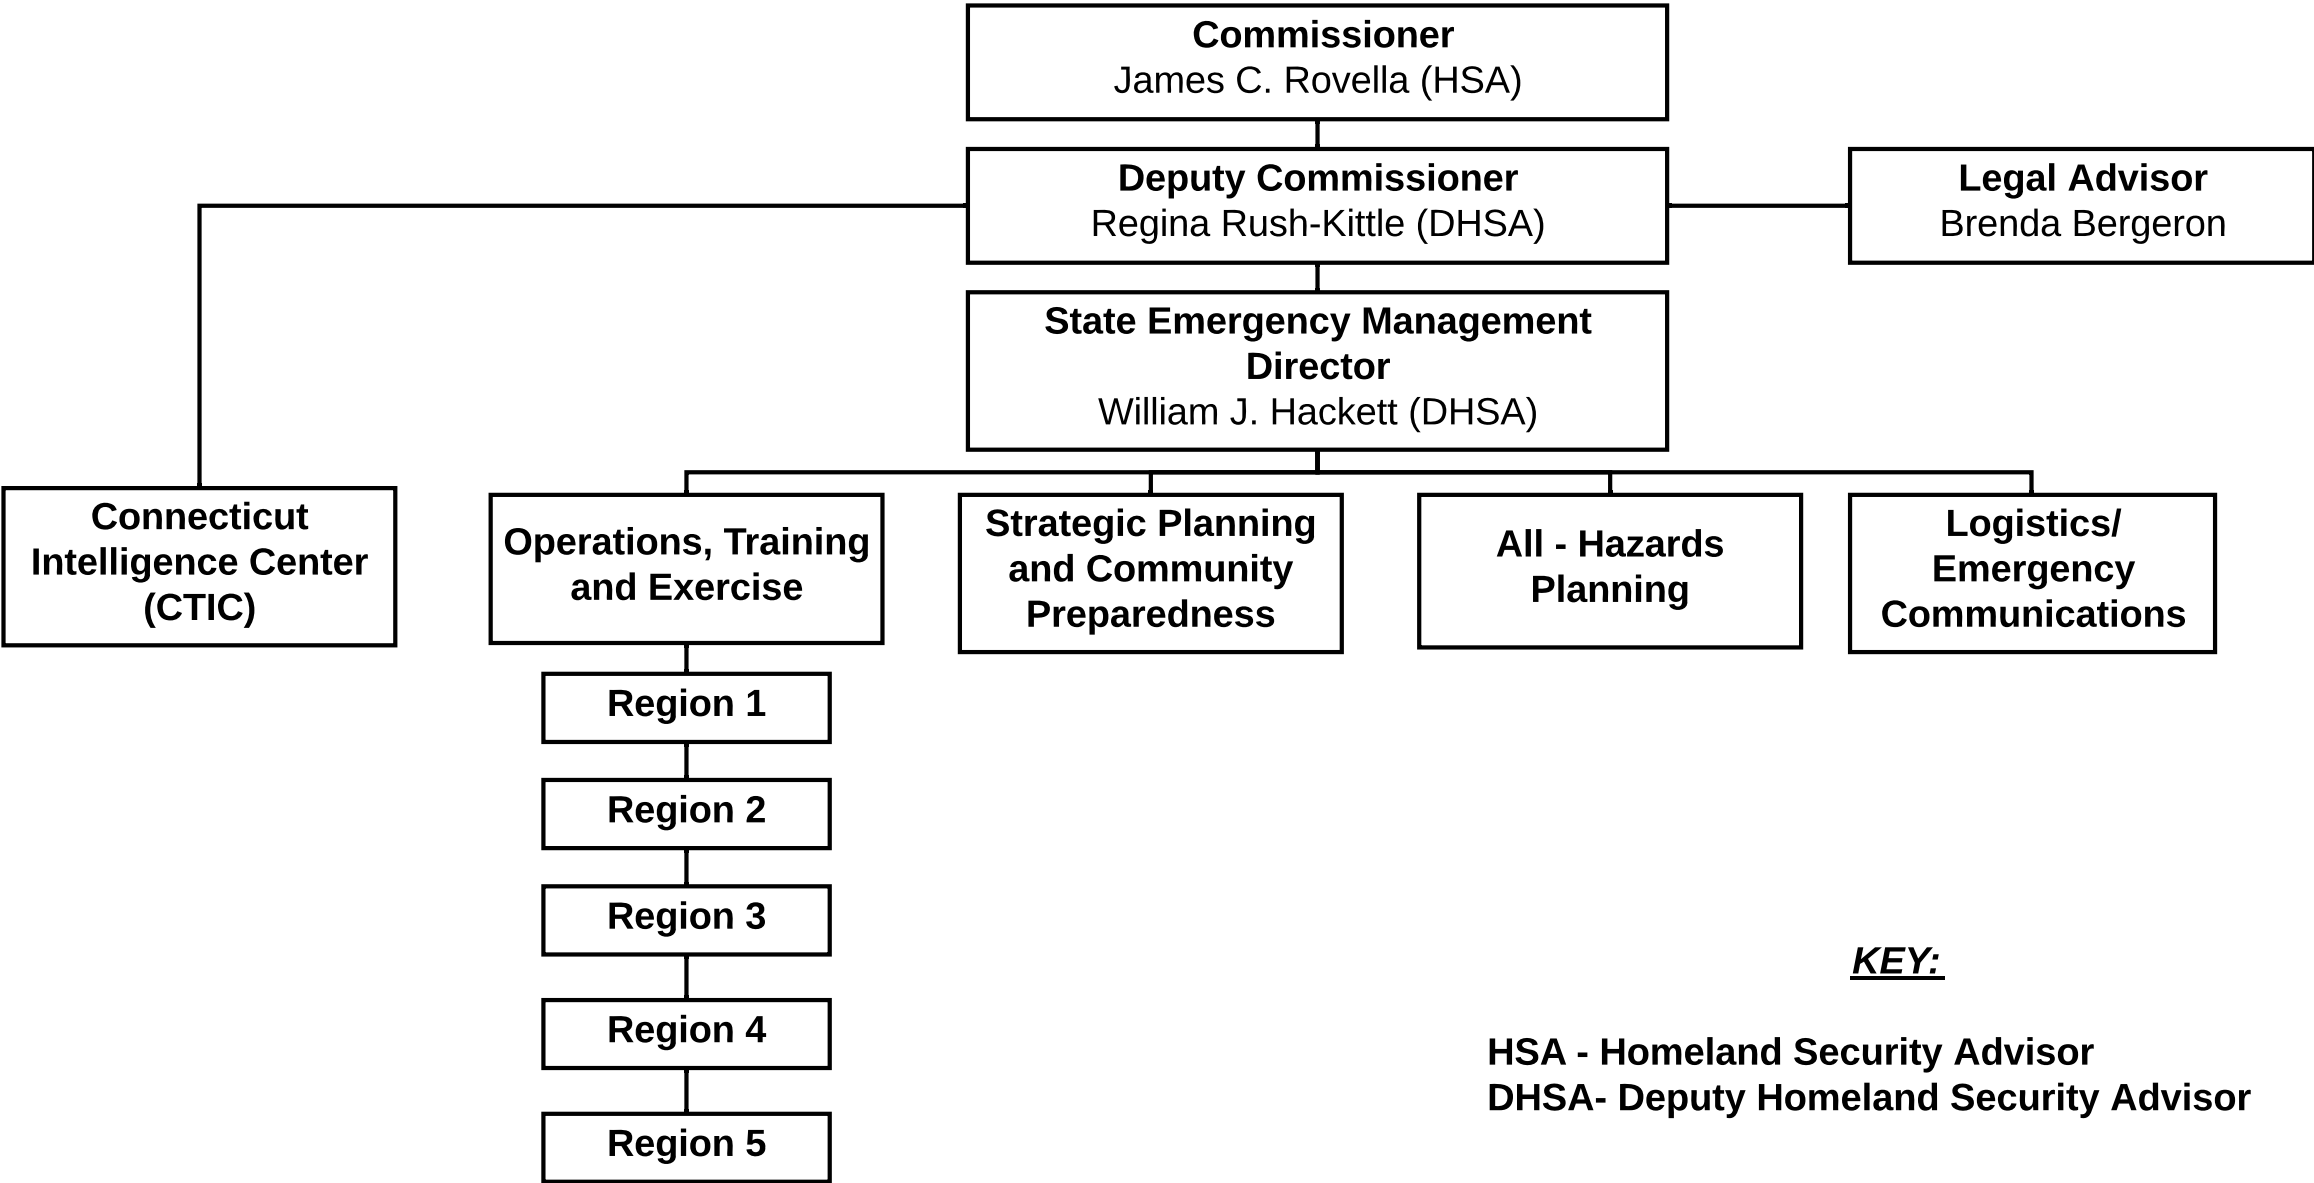 Commissioner
James C. Rovella (HSA)
Deputy Commissioner
Regina Rush-Kittle (DHSA)
Legal Advisor
Brenda Bergeron
State Emergency Management
Director
William J. Hackett (DHSA)
Connecticut
Intelligence Center
(CTIC)
Operations, Training
and Exercise
Strategic Planning
and Community
Preparedness
All - Hazards
Planning
Logistics/
Emergency
Communications
Region 1
Region 2
Region 3
Region 4
Region 5
KEY:
HSA - Homeland Security Advisor
DHSA- Deputy Homeland Security Advisor